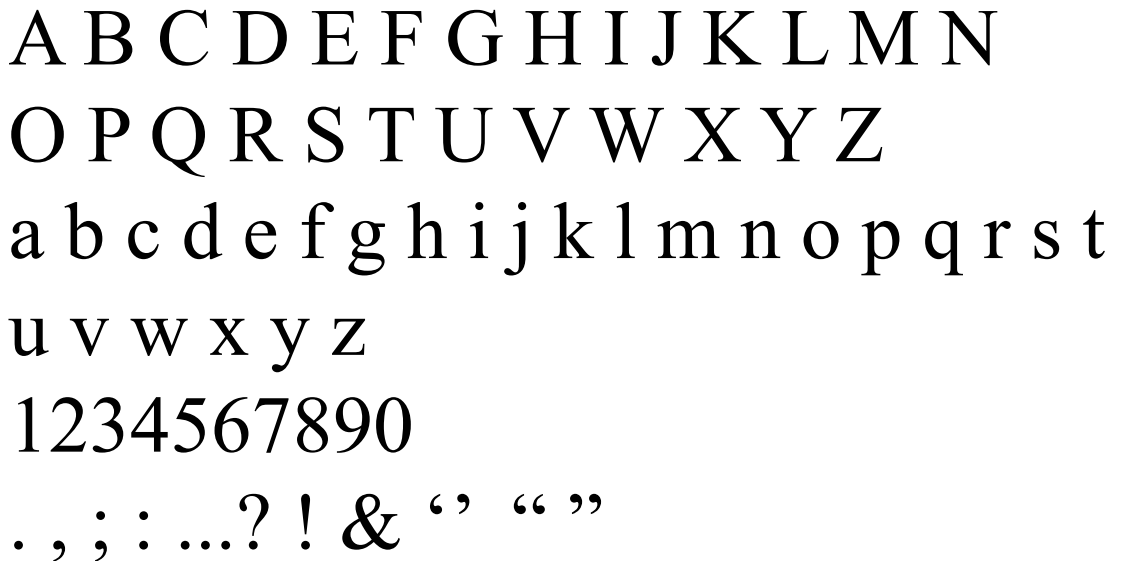 A B C D E F G H I J K L M N
O P Q R S T U V W X Y Z
a b c d e f g h i j k l m n o p q r s t
u v w x y z
1234567890
. , ; : ...? ! & ‘ ’ “ ”